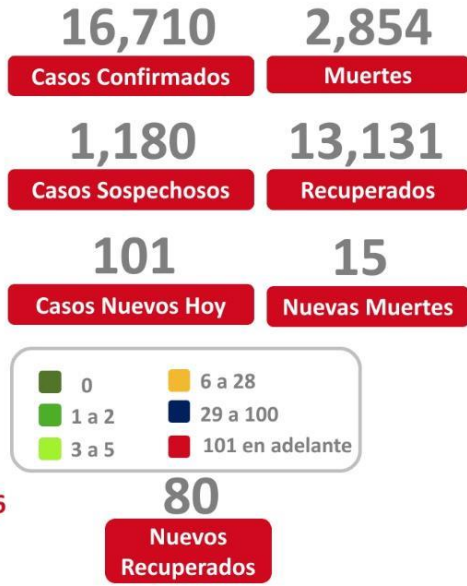 16,710
Casos Confirmados
2,854
Muertes
1,180
Casos Sospechosos
13,131
Recuperados
101
Casos Nuevos Hoy
15
Nuevas Muertes
0
1 a 2
3 a 5
6 a 28
29 a 100
101 en adelante
80
Nuevos
Recuperados